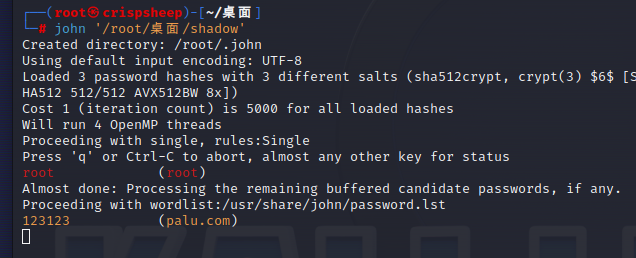 ┌──(root㉿crispsheep)-[~/桌面]
└─# john '/root/桌面/shadow'
Created directory: /root/.john
Using default input encoding: UTF-8
Loaded 3 password hashes with 3 different salts (sha512crypt, crypt(3) $6$ [S
HA512 512/512 AVX512BW 8x])
Cost 1 (iteration count) is 5000 for all loaded hashes
Will run 4 OpenMP threads
Proceeding with single, rules:Single
Press 'q' or Ctrl-C to abort, almost any other key for status
root             (root)
Almost done: Processing the remaining buffered candidate passwords, if any.
Proceeding with wordlist:/usr/share/john/password.lst
123123           (palu.com)